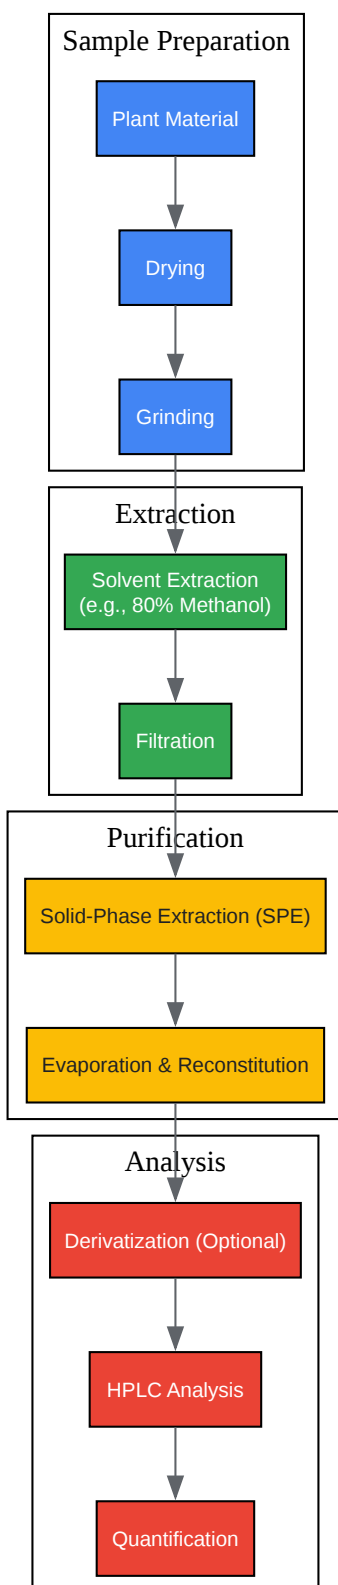 Sample Preparation
Plant Material
Drying
Grinding
Extraction
Solvent Extraction
(e.g., 80% Methanol)
Filtration
Purification
Solid-Phase Extraction (SPE)
Evaporation & Reconstitution
Analysis
Derivatization (Optional)
HPLC Analysis
Quantification